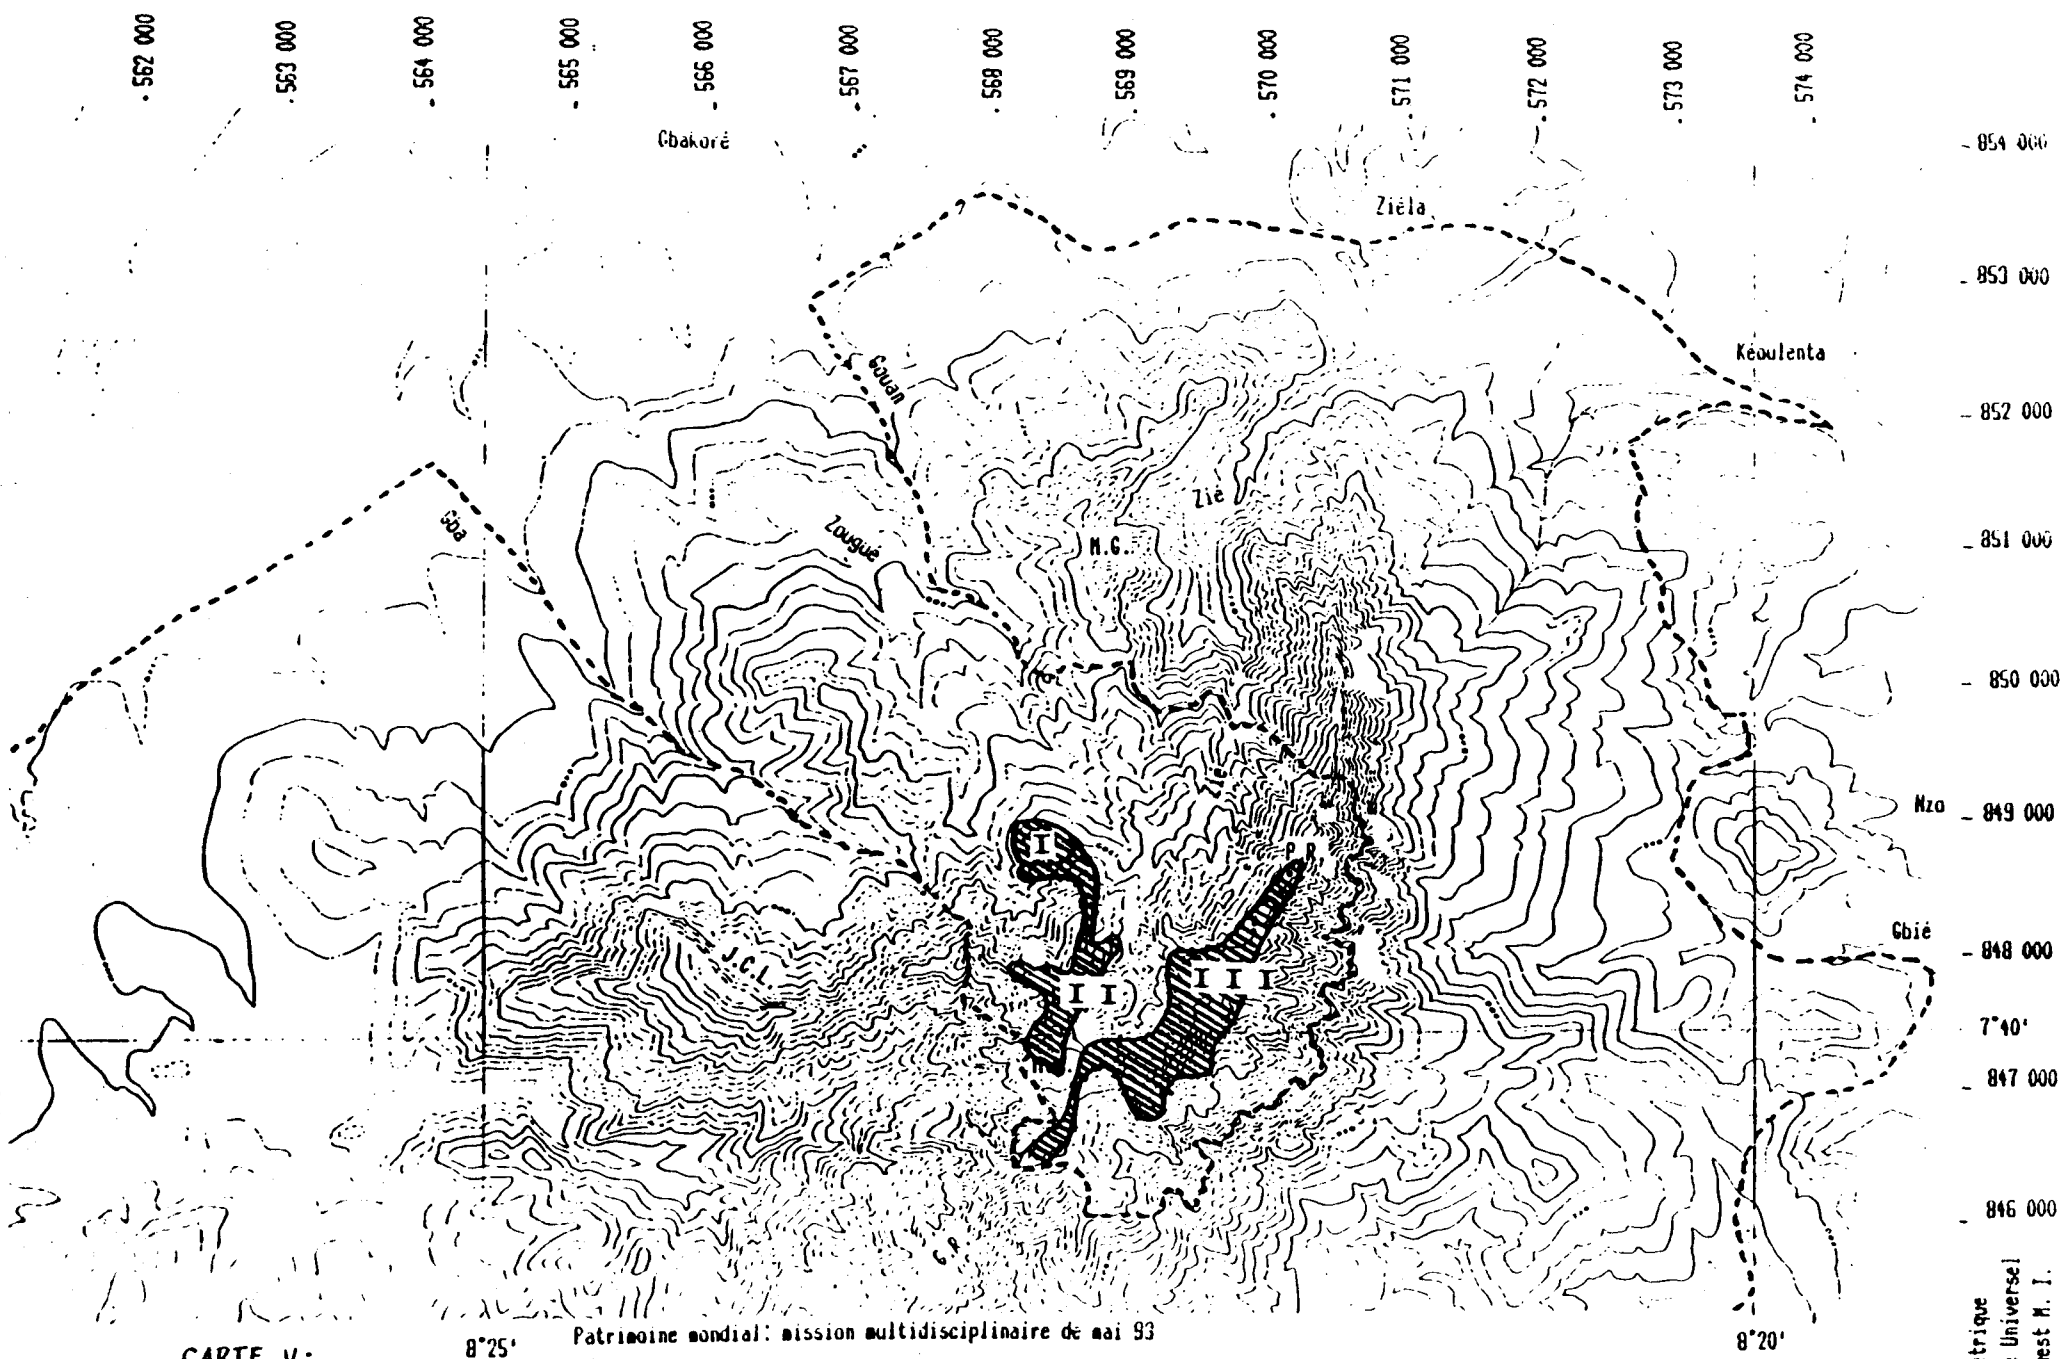 562 000
563 000
564 000
565 000
566 000
567 000
568 000
569 000
570 000
571 000
572 000
573 000
574 000
Gbakoré
854 000
Ziéla
853 000
Kéoulenta
Gouan
852 000
Gba
Zougué
Zié
M.G.
851 000
850 000
Nzo
849 000
I
P.R.
Gbié
848 000
J.C.L.
I I
I I I
7°40'
847 000
846 000
G.R.
CARTE V:
8°25'
Patrimoine mondial: mission multidisciplinaire de mai 93
8°20'
trique
Universel
est M. I.